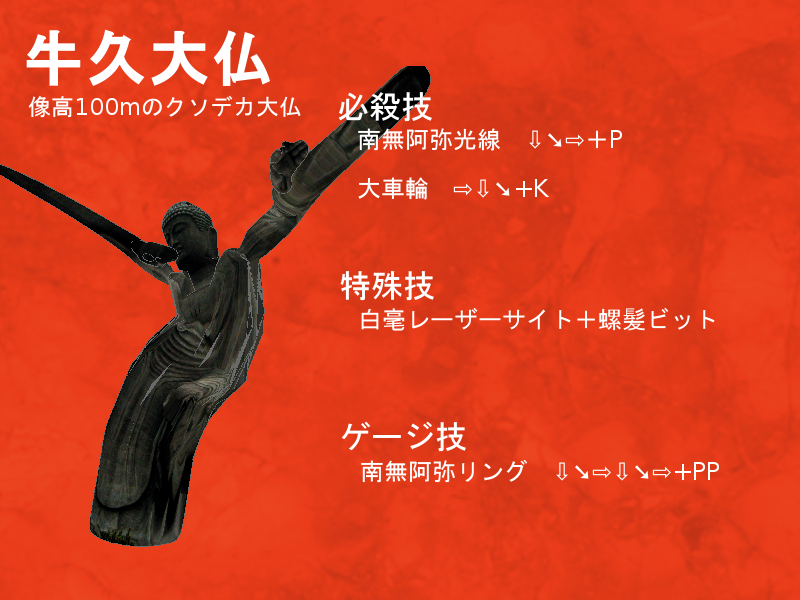 牛久大仏
像高100mのクソデカ大仏
必殺技
南無阿弥光線　⇩➘⇨＋P
大車輪　⇨⇩➘+K
特殊技
白毫レーザーサイト＋螺髪ビット
ゲージ技
南無阿弥リング　⇩➘⇨⇩➘⇨+PP